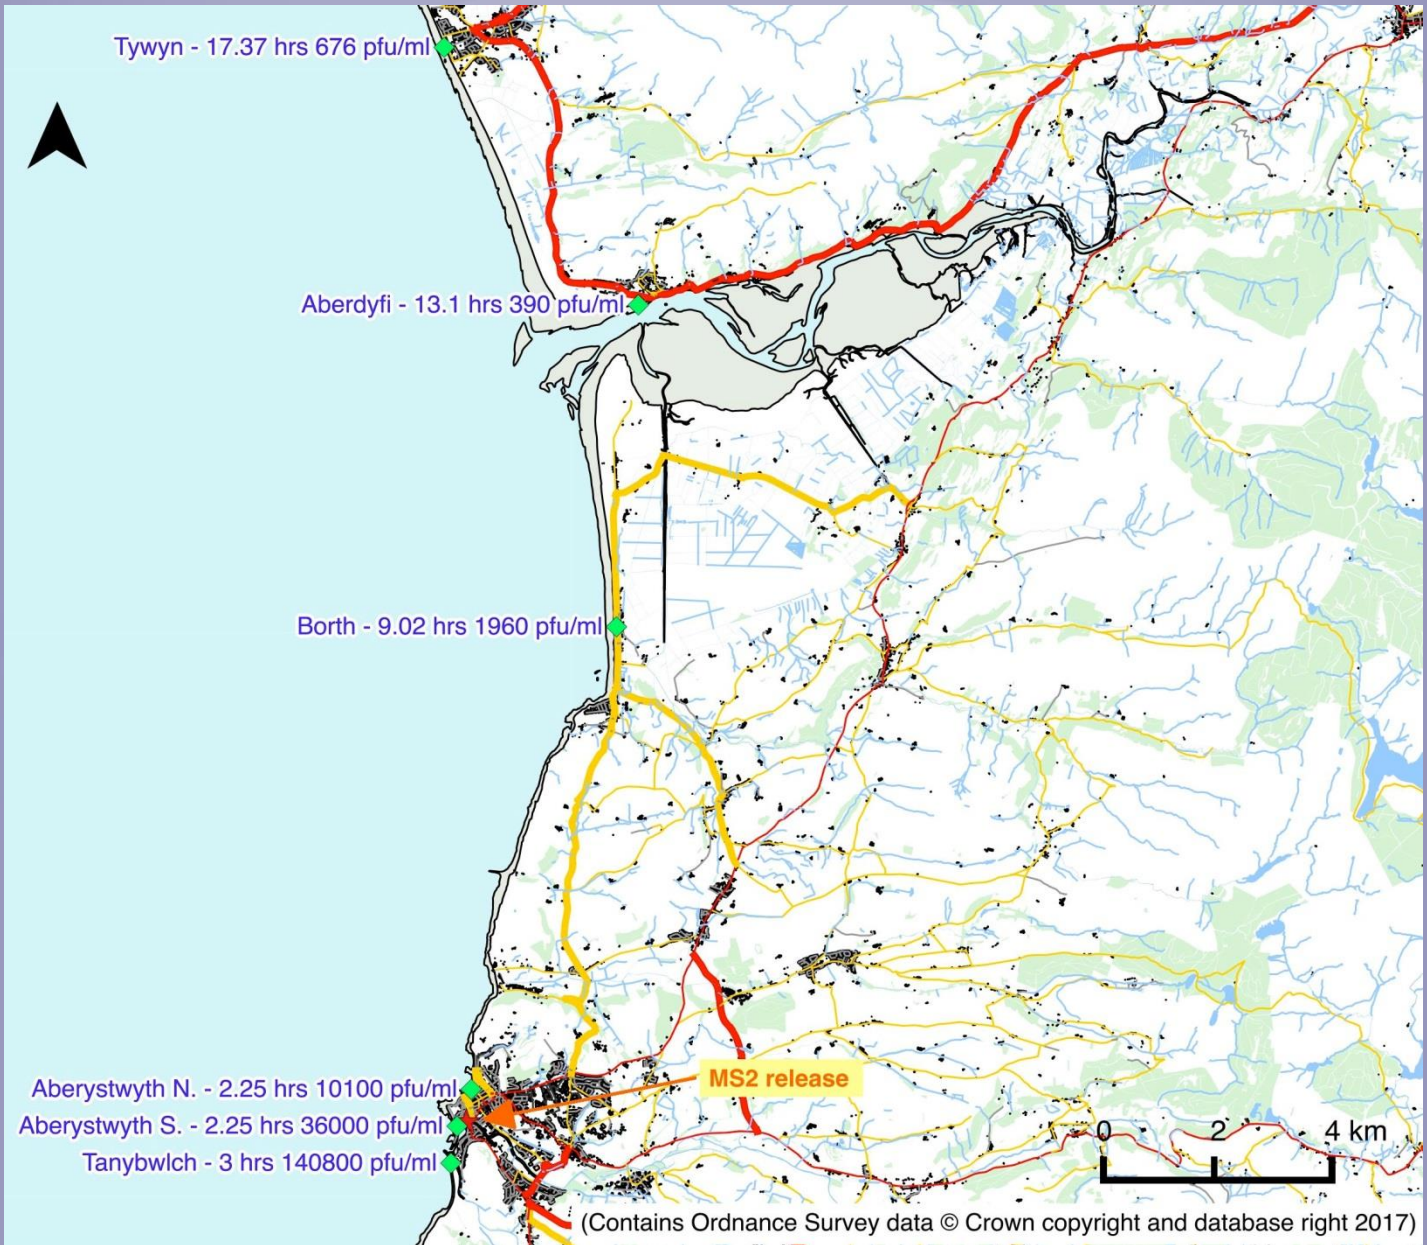 Tywyn - 17.37 hrs 676 pfu/ml
Aberdyfi - 13.1 hrs 390 pfu/ml
Borth - 9.02 hrs 1960 pfu/ml
MS2 release
Aberystwyth N. - 2.25 hrs 10100 pfu/ml
Aberystwyth S. - 2.25 hrs 36000 pfu/ml
Tanybwlch - 3 hrs 140800 pfu/ml
0 2 4 km
(Contains Ordnance Survey data © Crown copyright and database right 2017)